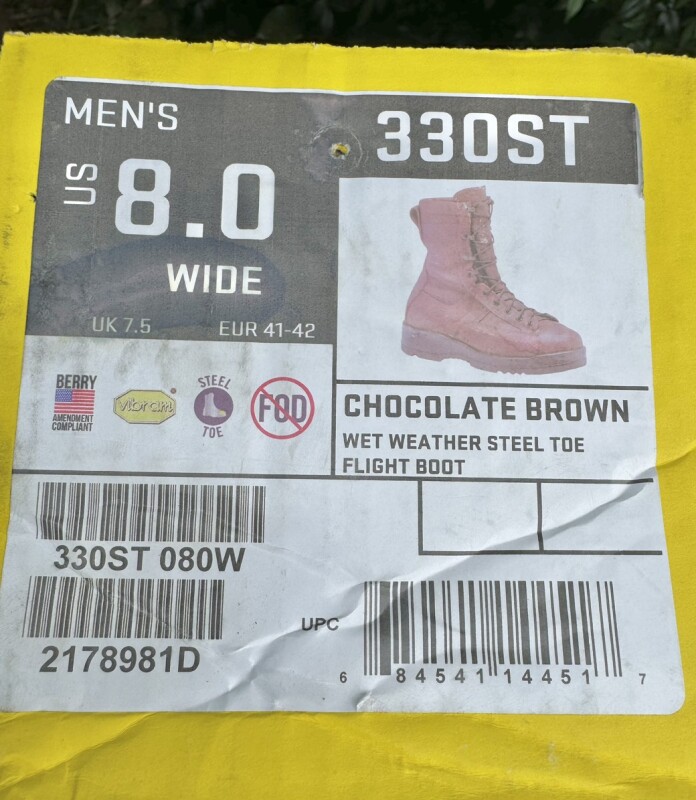 MEN'S
US
8.0
WIDE
UK 7.5
EUR 41-42
330ST
BERRY
AMENDMENT
COMPLIANT
vibram®
STEEL
TOE
FOD
CHOCOLATE BROWN
WET WEATHER STEEL TOE
FLIGHT BOOT
330ST 080W
2178981D
UPC
6 84541 14451 7